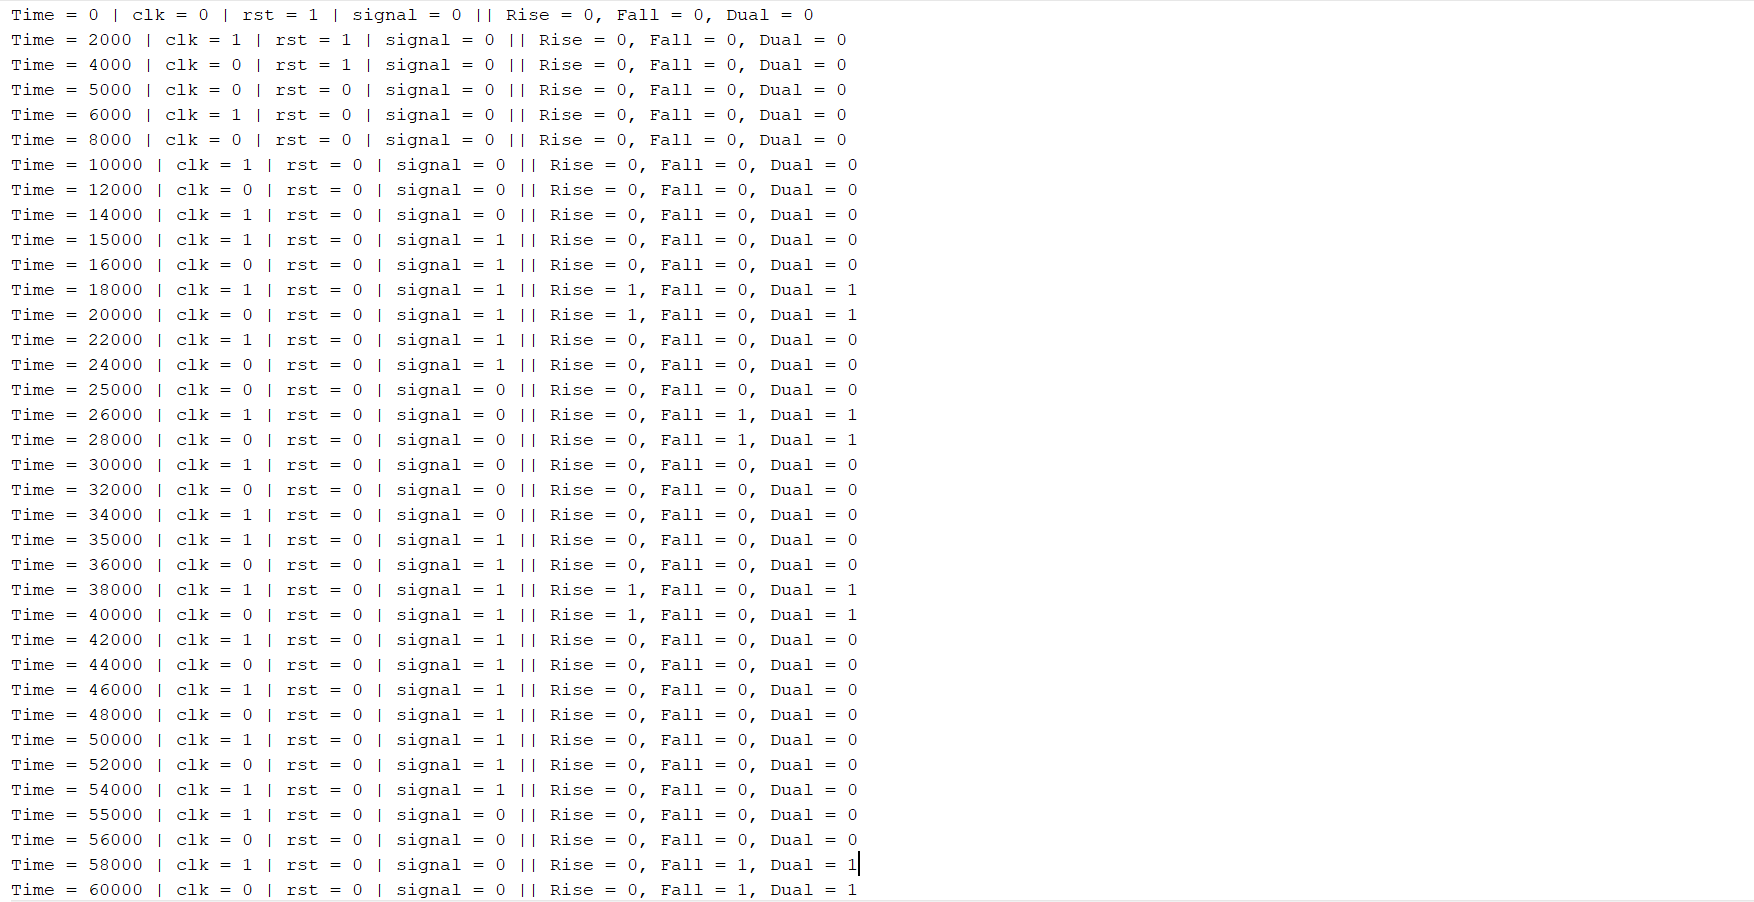 Time = 0 | clk = 0 | rst = 1 | signal = 0 || Rise = 0, Fall = 0, Dual = 0
Time = 2000 | clk = 1 | rst = 1 | signal = 0 || Rise = 0, Fall = 0, Dual = 0
Time = 4000 | clk = 0 | rst = 1 | signal = 0 || Rise = 0, Fall = 0, Dual = 0
Time = 5000 | clk = 0 | rst = 0 | signal = 0 || Rise = 0, Fall = 0, Dual = 0
Time = 6000 | clk = 1 | rst = 0 | signal = 0 || Rise = 0, Fall = 0, Dual = 0
Time = 8000 | clk = 0 | rst = 0 | signal = 0 || Rise = 0, Fall = 0, Dual = 0
Time = 10000 | clk = 1 | rst = 0 | signal = 0 || Rise = 0, Fall = 0, Dual = 0
Time = 12000 | clk = 0 | rst = 0 | signal = 0 || Rise = 0, Fall = 0, Dual = 0
Time = 14000 | clk = 1 | rst = 0 | signal = 0 || Rise = 0, Fall = 0, Dual = 0
Time = 15000 | clk = 1 | rst = 0 | signal = 1 || Rise = 0, Fall = 0, Dual = 0
Time = 16000 | clk = 0 | rst = 0 | signal = 1 || Rise = 0, Fall = 0, Dual = 0
Time = 18000 | clk = 1 | rst = 0 | signal = 1 || Rise = 1, Fall = 0, Dual = 1
Time = 20000 | clk = 0 | rst = 0 | signal = 1 || Rise = 1, Fall = 0, Dual = 1
Time = 22000 | clk = 1 | rst = 0 | signal = 1 || Rise = 0, Fall = 0, Dual = 0
Time = 24000 | clk = 0 | rst = 0 | signal = 1 || Rise = 0, Fall = 0, Dual = 0
Time = 25000 | clk = 0 | rst = 0 | signal = 0 || Rise = 0, Fall = 0, Dual = 0
Time = 26000 | clk = 1 | rst = 0 | signal = 0 || Rise = 0, Fall = 1, Dual = 1
Time = 28000 | clk = 0 | rst = 0 | signal = 0 || Rise = 0, Fall = 1, Dual = 1
Time = 30000 | clk = 1 | rst = 0 | signal = 0 || Rise = 0, Fall = 0, Dual = 0
Time = 32000 | clk = 0 | rst = 0 | signal = 0 || Rise = 0, Fall = 0, Dual = 0
Time = 34000 | clk = 1 | rst = 0 | signal = 0 || Rise = 0, Fall = 0, Dual = 0
Time = 35000 | clk = 1 | rst = 0 | signal = 1 || Rise = 0, Fall = 0, Dual = 0
Time = 36000 | clk = 0 | rst = 0 | signal = 1 || Rise = 0, Fall = 0, Dual = 0
Time = 38000 | clk = 1 | rst = 0 | signal = 1 || Rise = 1, Fall = 0, Dual = 1
Time = 40000 | clk = 0 | rst = 0 | signal = 1 || Rise = 1, Fall = 0, Dual = 1
Time = 42000 | clk = 1 | rst = 0 | signal = 1 || Rise = 0, Fall = 0, Dual = 0
Time = 44000 | clk = 0 | rst = 0 | signal = 1 || Rise = 0, Fall = 0, Dual = 0
Time = 46000 | clk = 1 | rst = 0 | signal = 1 || Rise = 0, Fall = 0, Dual = 0
Time = 48000 | clk = 0 | rst = 0 | signal = 1 || Rise = 0, Fall = 0, Dual = 0
Time = 50000 | clk = 1 | rst = 0 | signal = 1 || Rise = 0, Fall = 0, Dual = 0
Time = 52000 | clk = 0 | rst = 0 | signal = 1 || Rise = 0, Fall = 0, Dual = 0
Time = 54000 | clk = 1 | rst = 0 | signal = 1 || Rise = 0, Fall = 0, Dual = 0
Time = 55000 | clk = 1 | rst = 0 | signal = 0 || Rise = 0, Fall = 0, Dual = 0
Time = 56000 | clk = 0 | rst = 0 | signal = 0 || Rise = 0, Fall = 0, Dual = 0
Time = 58000 | clk = 1 | rst = 0 | signal = 0 || Rise = 0, Fall = 1, Dual = 1
Time = 60000 | clk = 0 | rst = 0 | signal = 0 || Rise = 0, Fall = 1, Dual = 1